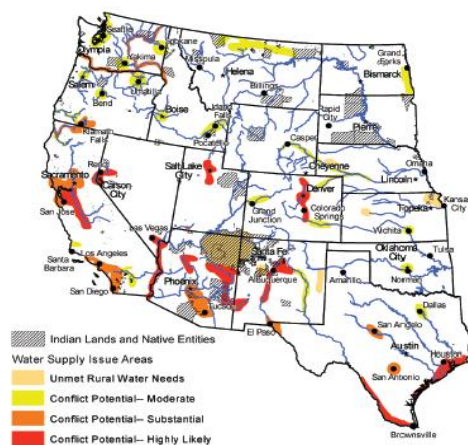 Seattle
Olympia
Spokane
Yakima
Missoula
Helena
Grand
Forks
Bismarck
Salem
Umatilla
Bend
Billings
Boise
Idaho
Falls
Rapid
City
Pierre
Klamath
Falls
Pocatello
Casper
Reno
Salt Lake
City
Cheyenne
Omaha
Lincoln
Sacramento
Carson
City
Denver
San Jose
Grand
Junction
Colorado
Springs
Topeka
Kansas
City
Las Vegas
Wichita
Santa
Barbara
Los Angeles
Santa Fe
Albuquerque
Amarillo
Oklahoma
City
Tulsa
Norman
San Diego
Phoenix
Tucson
Dallas
El Paso
San Angelo
Austin
Houston
San Antonio
Brownsville
Indian Lands and Native Entities
Water Supply Issue Areas
Unmet Rural Water Needs
Conflict Potential-- Moderate
Conflict Potential-- Substantial
Conflict Potential-- Highly Likely